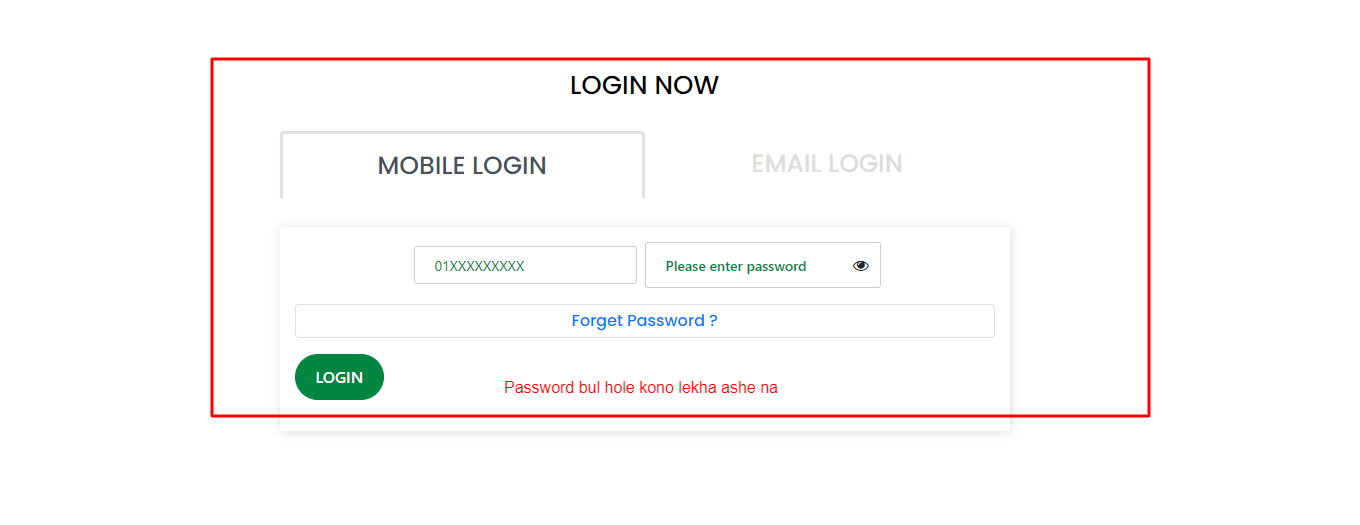 LOGIN NOW
MOBILE LOGIN
EMAIL LOGIN
01XXXXXXXXX
Please enter password
Forget Password ?
LOGIN
Password bul hole kono lekha ashe na